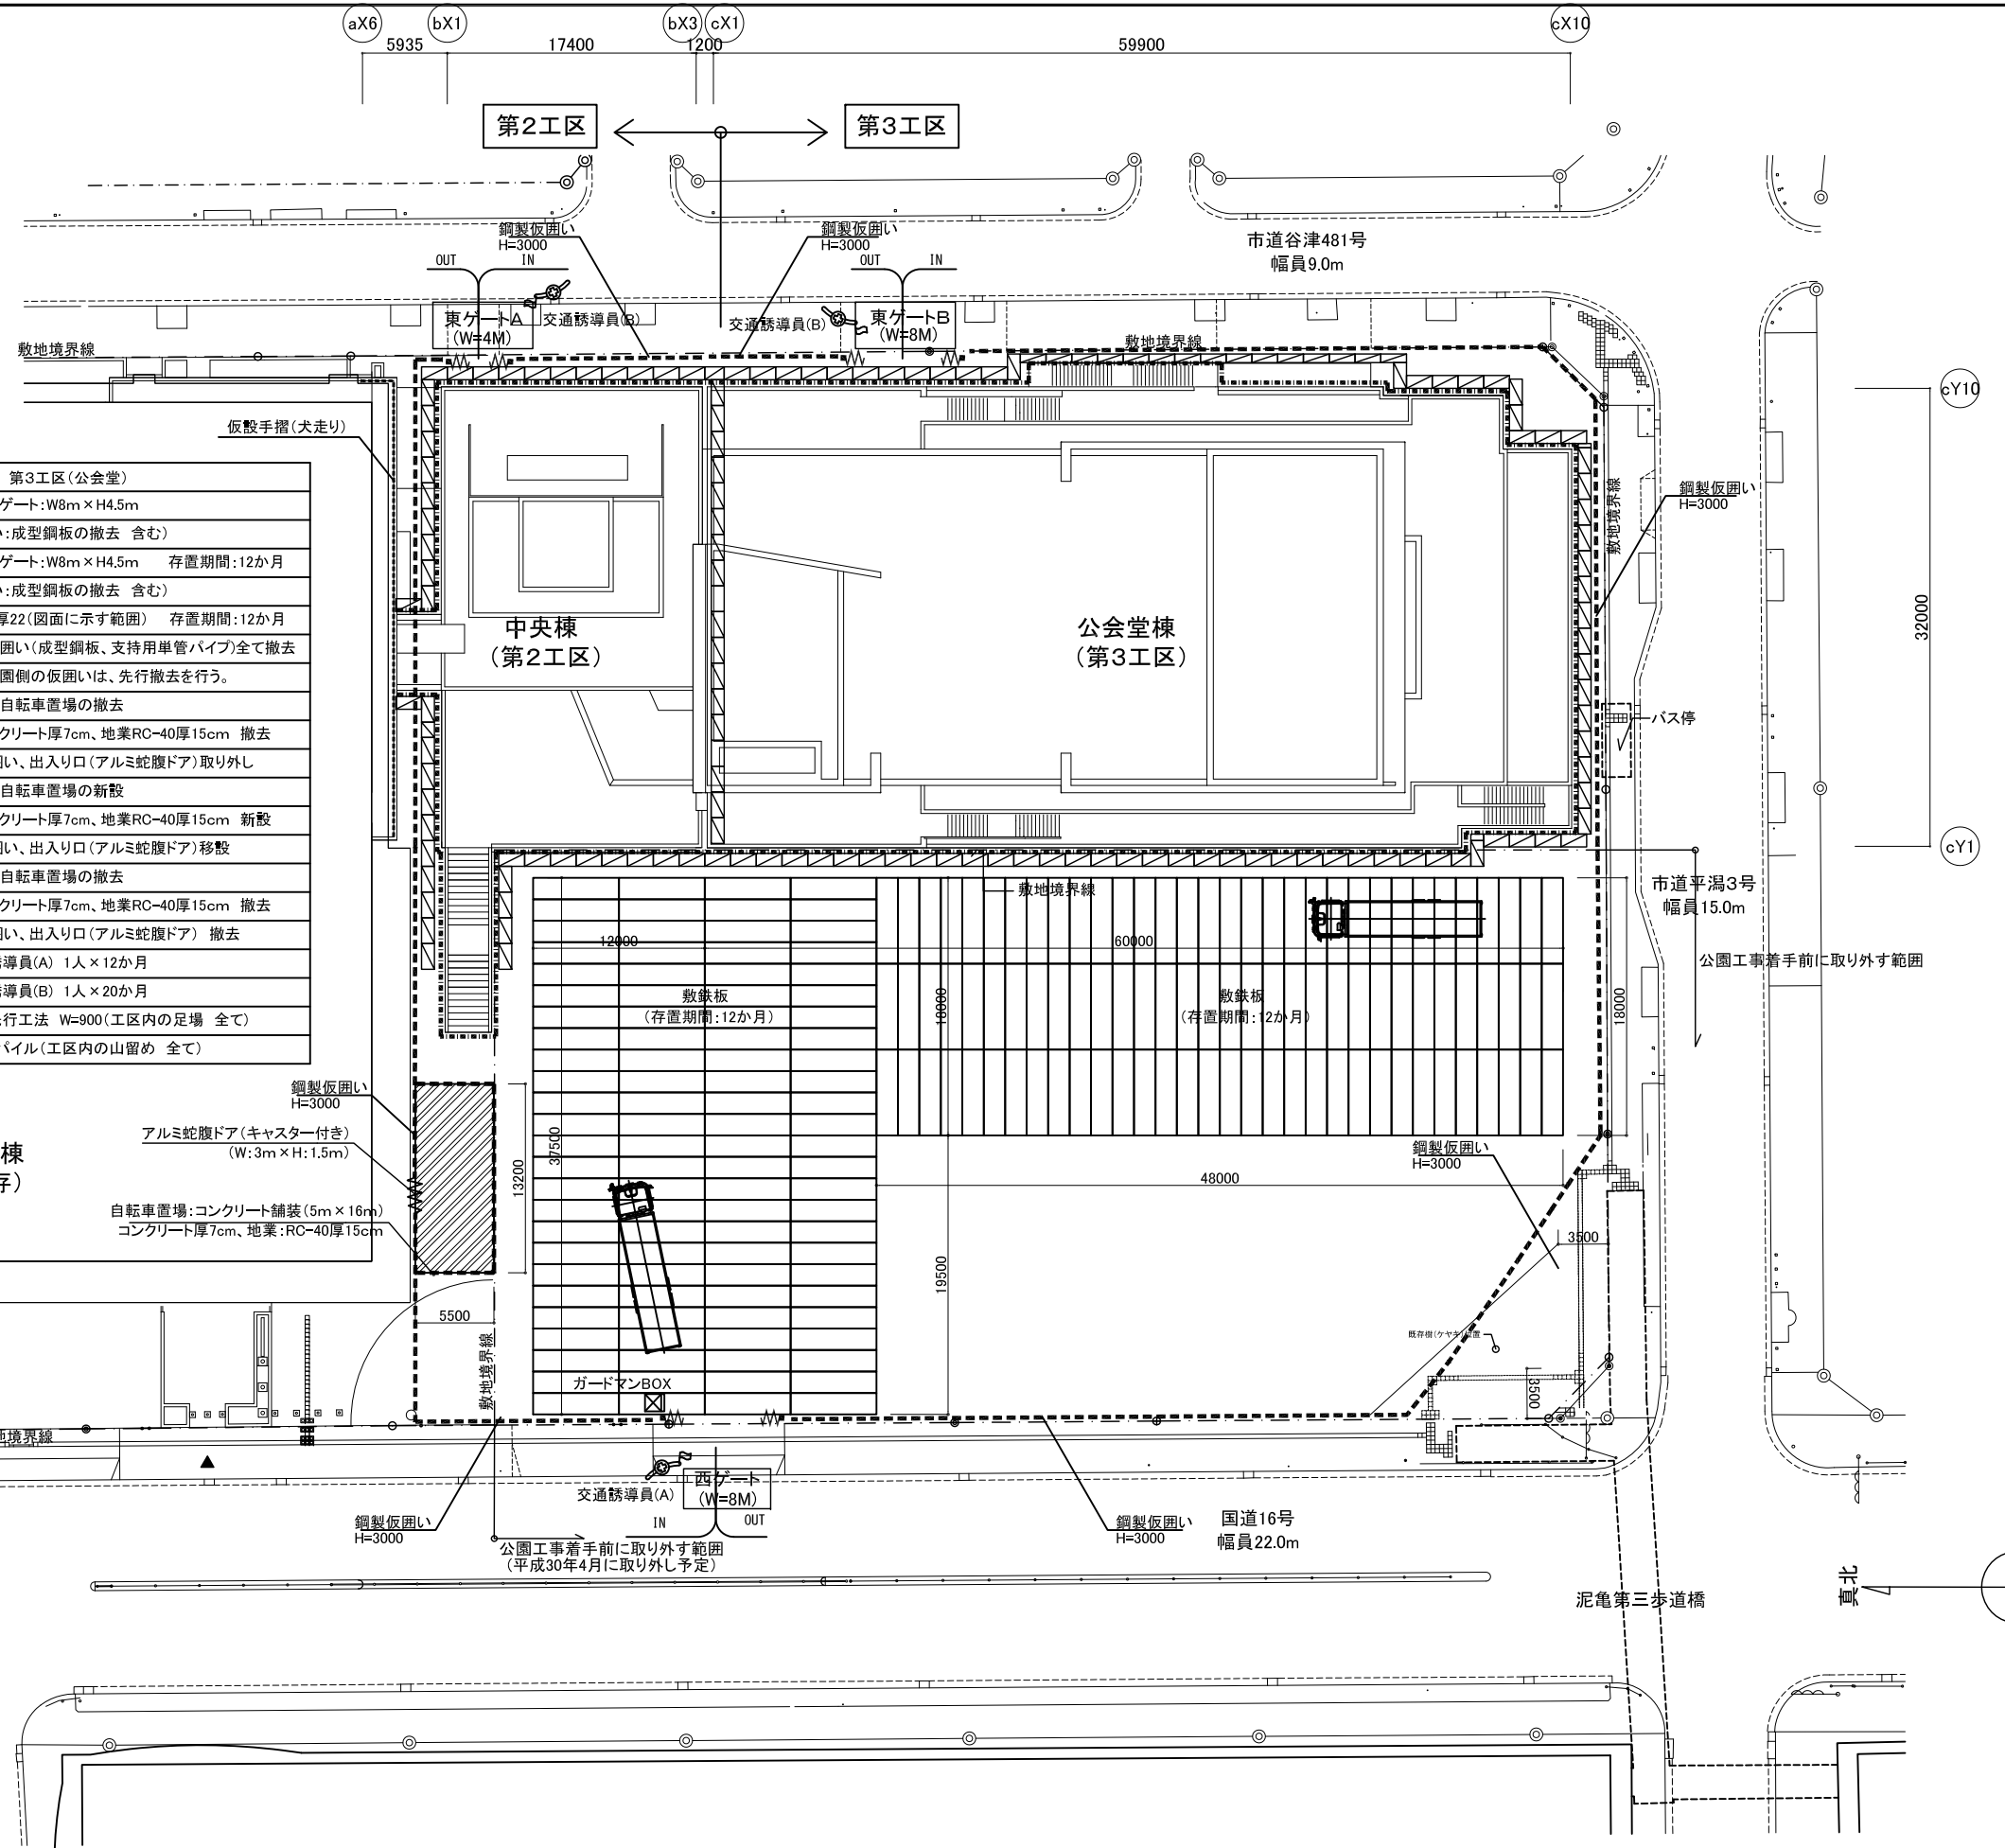 aX6
bX1
bX3
cX1
cX10
5935
17400
1200
59900
第2工区
第3工区
市道谷津481号
幅員9.0m
鋼製仮囲い
H=3000
鋼製仮囲い
H=3000
OUT
IN
OUT
IN
東ゲートA
(W=4M)
交通誘導員(B)
交通誘導員(B)
東ゲートB
(W=8M)
敷地境界線
敷地境界線
cY10
仮設手摺(犬走り)
第3工区(公会堂)
ゲート:W8m×H4.5m
:成型鋼板の撤去 含む)
ゲート:W8m×H4.5m 存置期間:12か月
:成型鋼板の撤去 含む)
厚22(図面に示す範囲) 存置期間:12か月
囲い(成型鋼板、支持用単管パイプ)全て撤去
園側の仮囲いは、先行撤去を行う。
自転車置場の撤去
クリート厚7cm、地業RC-40厚15cm 撤去
い、出入り口(アルミ蛇腹ドア)取り外し
自転車置場の新設
クリート厚7cm、地業RC-40厚15cm 新設
い、出入り口(アルミ蛇腹ドア)移設
自転車置場の撤去
クリート厚7cm、地業RC-40厚15cm 撤去
い、出入り口(アルミ蛇腹ドア) 撤去
導員(A) 1人×12か月
導員(B) 1人×20か月
行工法 W=900(工区内の足場 全て)
パイル(工区内の山留め 全て)
敷地境界線
鋼製仮囲い
H=3000
32000
中央棟
(第2工区)
公会堂棟
(第3工区)
バス停
cY1
敷地境界線
市道平潟3号
幅員15.0m
公園工事着手前に取り外す範囲
12000
60000
敷鉄板
(存置期間:12か月)
18000
敷鉄板
(存置期間:12か月)
18000
鋼製仮囲い
H=3000
アルミ蛇腹ドア(キャスター付き)
(W:3m×H:1.5m)
棟
存)
自転車置場:コンクリート舗装(5m×16m)
コンクリート厚7cm、地業:RC-40厚15cm
13200
37500
鋼製仮囲い
H=3000
48000
3500
19500
5500
敷地境界線
3500
ガードマンBOX
地境界線
交通誘導員(A)
西ゲート
(W=8M)
IN
OUT
鋼製仮囲い
H=3000
公園工事着手前に取り外す範囲
(平成30年4月に取り外し予定)
鋼製仮囲い
H=3000
国道16号
幅員22.0m
泥亀第三歩道橋
真北